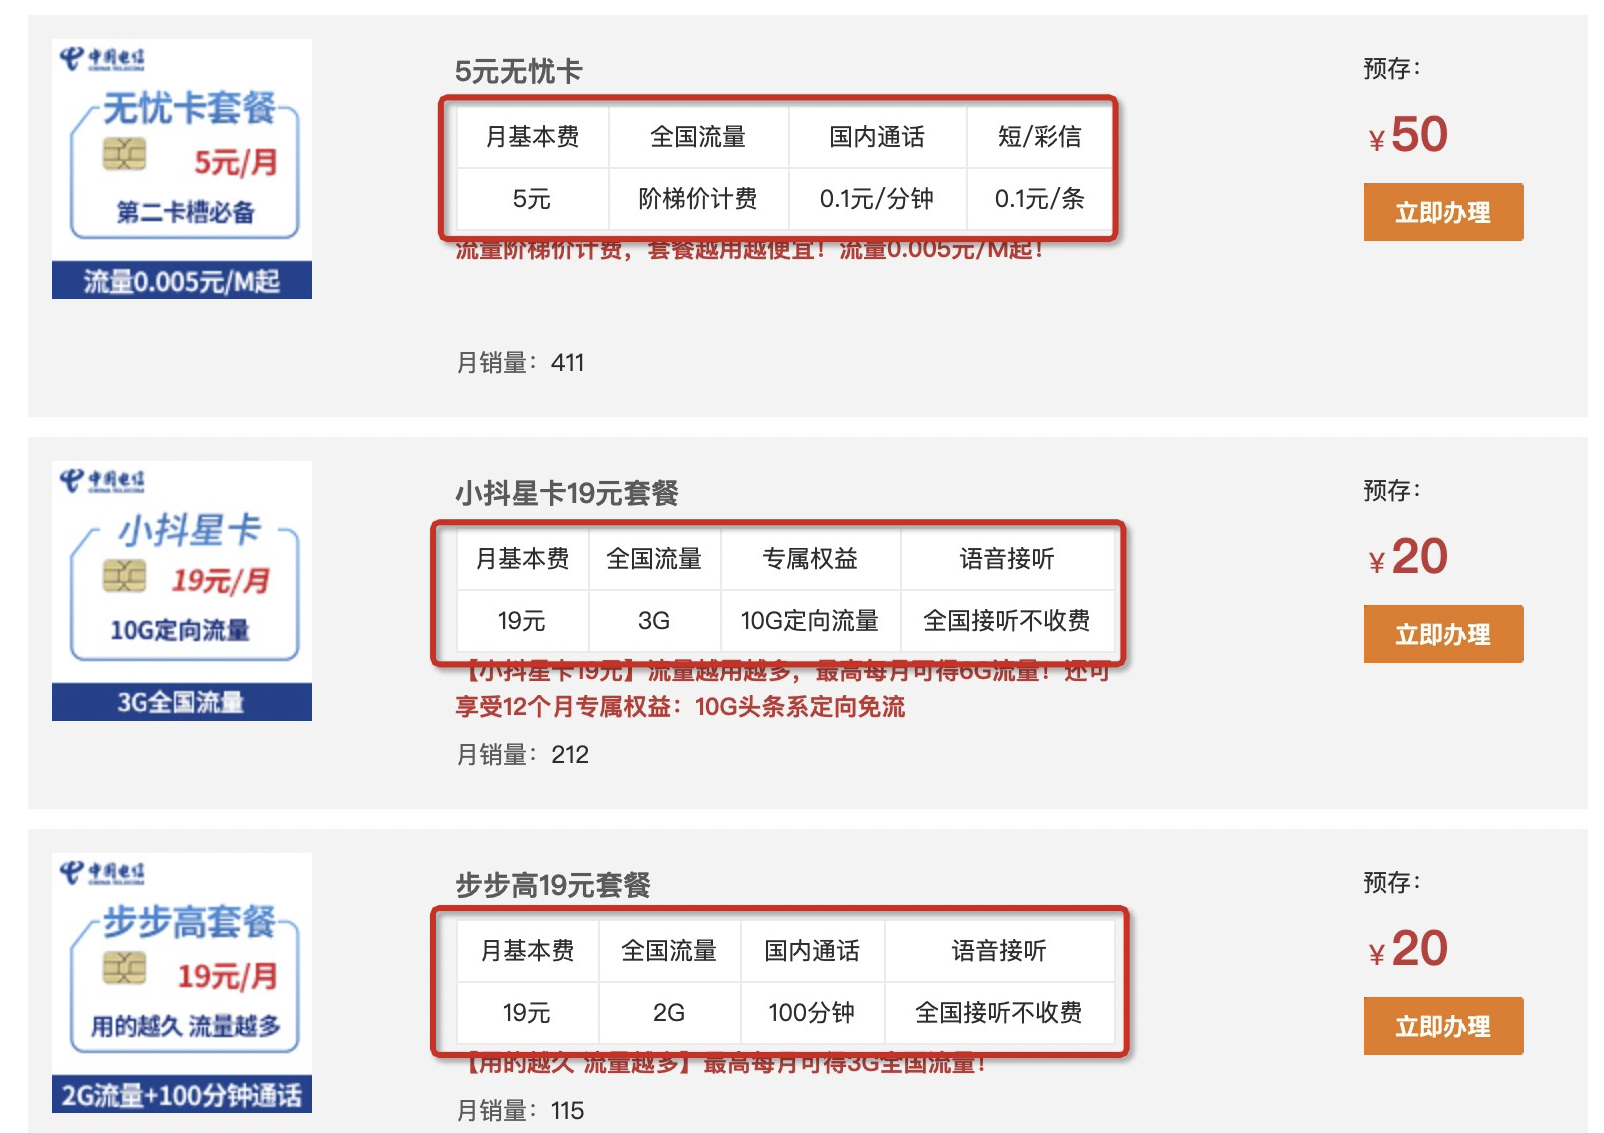 中国电信
CHINA TELECOM
无忧卡套餐
5元/月
第二卡槽必备
流量0.005元/M起
5元无忧卡
月基本费 全国流量 国内通话 短/彩信
5元 阶梯价计费 0.1元/分钟 0.1元/条
流量阶梯价计费，套餐越用越便宜！流量0.005元/M起！
月销量：411
预存：
¥50
立即办理
中国电信
CHINA TELECOM
小抖星卡
19元/月
10G定向流量
3G全国流量
小抖星卡19元套餐
月基本费 全国流量 专属权益 语音接听
19元 3G 10G定向流量 全国接听不收费
【小抖星卡19元】流量越用越多，最高每月可得6G流量！还可
享受12个月专属权益：10G头条系定向免流
月销量：212
预存：
¥20
立即办理
中国电信
CHINA TELECOM
步步高套餐
19元/月
用的越久 流量越多
2G流量+100分钟通话
步步高19元套餐
月基本费 全国流量 国内通话 语音接听
19元 2G 100分钟 全国接听不收费
【用的越久 流量越多】最高每月可得3G全国流量！
月销量：115
预存：
¥20
立即办理